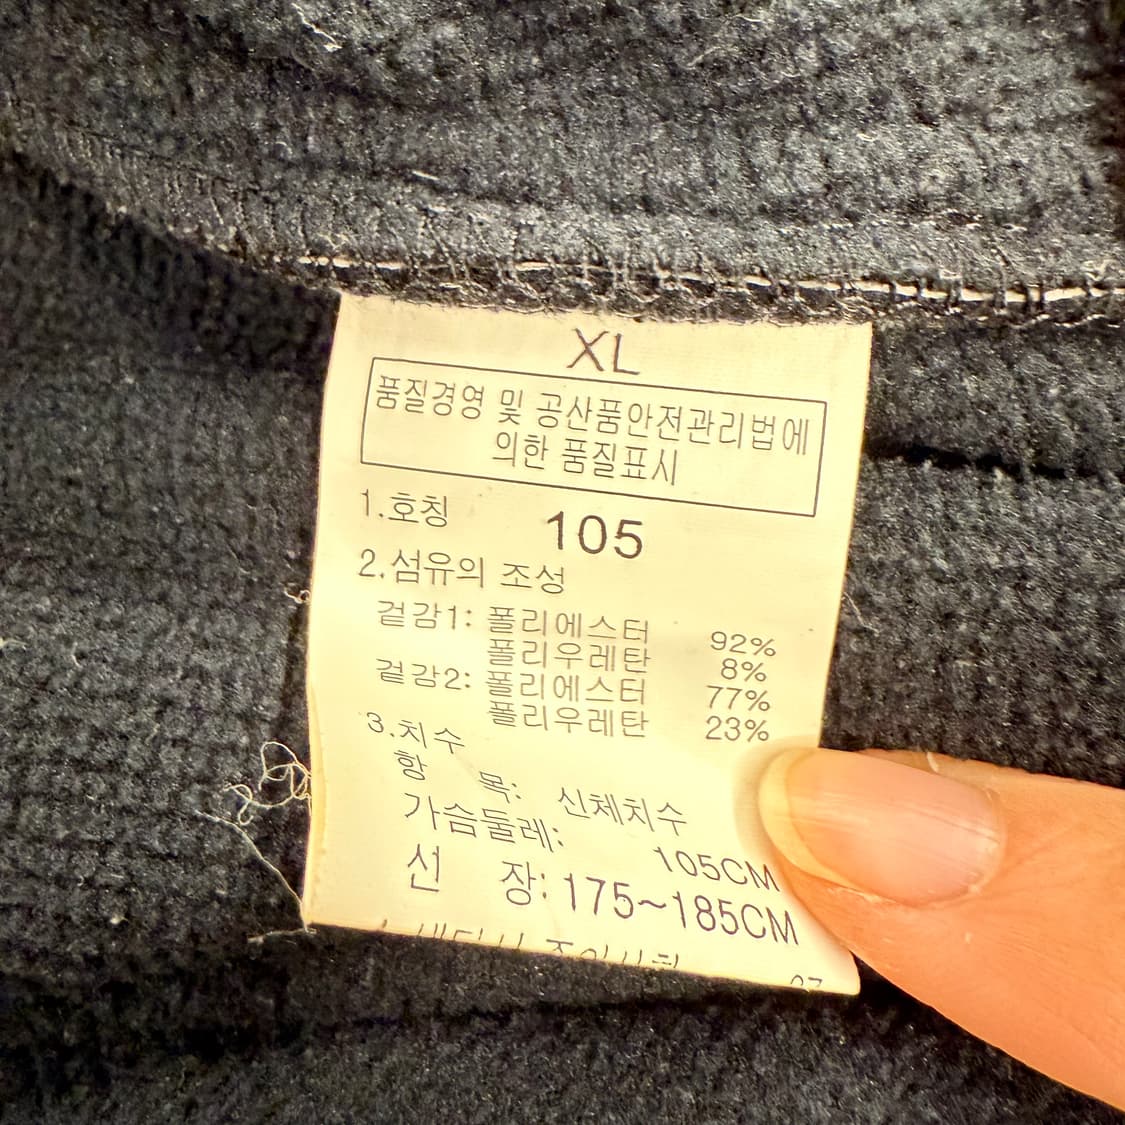 XL
품질경영 및 공산품안전관리법에
의한 품질표시
1.호칭 105
2.섬유의 조성
겉감1: 폴리에스터 92%
폴리우레탄 8%
겉감2: 폴리에스터 77%
폴리우레탄 23%
3.치수
항 목: 신체치수
가슴둘레: 105CM
선 장: 175~185CM